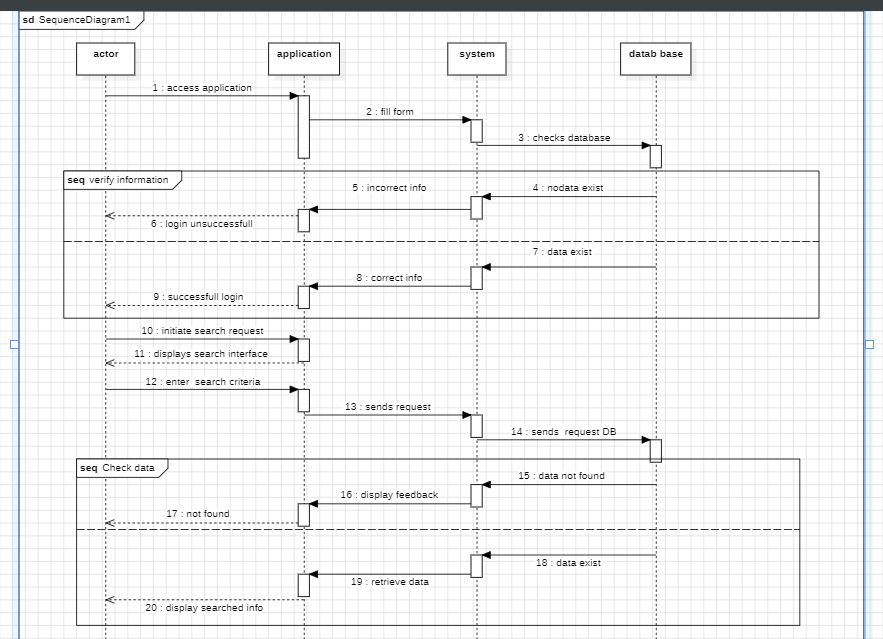 sd SequenceDiagram1
actor
application
system
datab base
1 : access application
2 : fill form
3 : checks database
seq verify information
5 : incorrect info
4 : nodata exist
6 : login unsuccessfull
7 : data exist
8 : correct info
9 : successfull login
10 : initiate search request
11 : displays search interface
12 : enter search criteria
13 : sends request
14 : sends request DB
seq Check data
15 : data not found
16 : display feedback
17 : not found
18 : data exist
19 : retrieve data
20 : display searched info